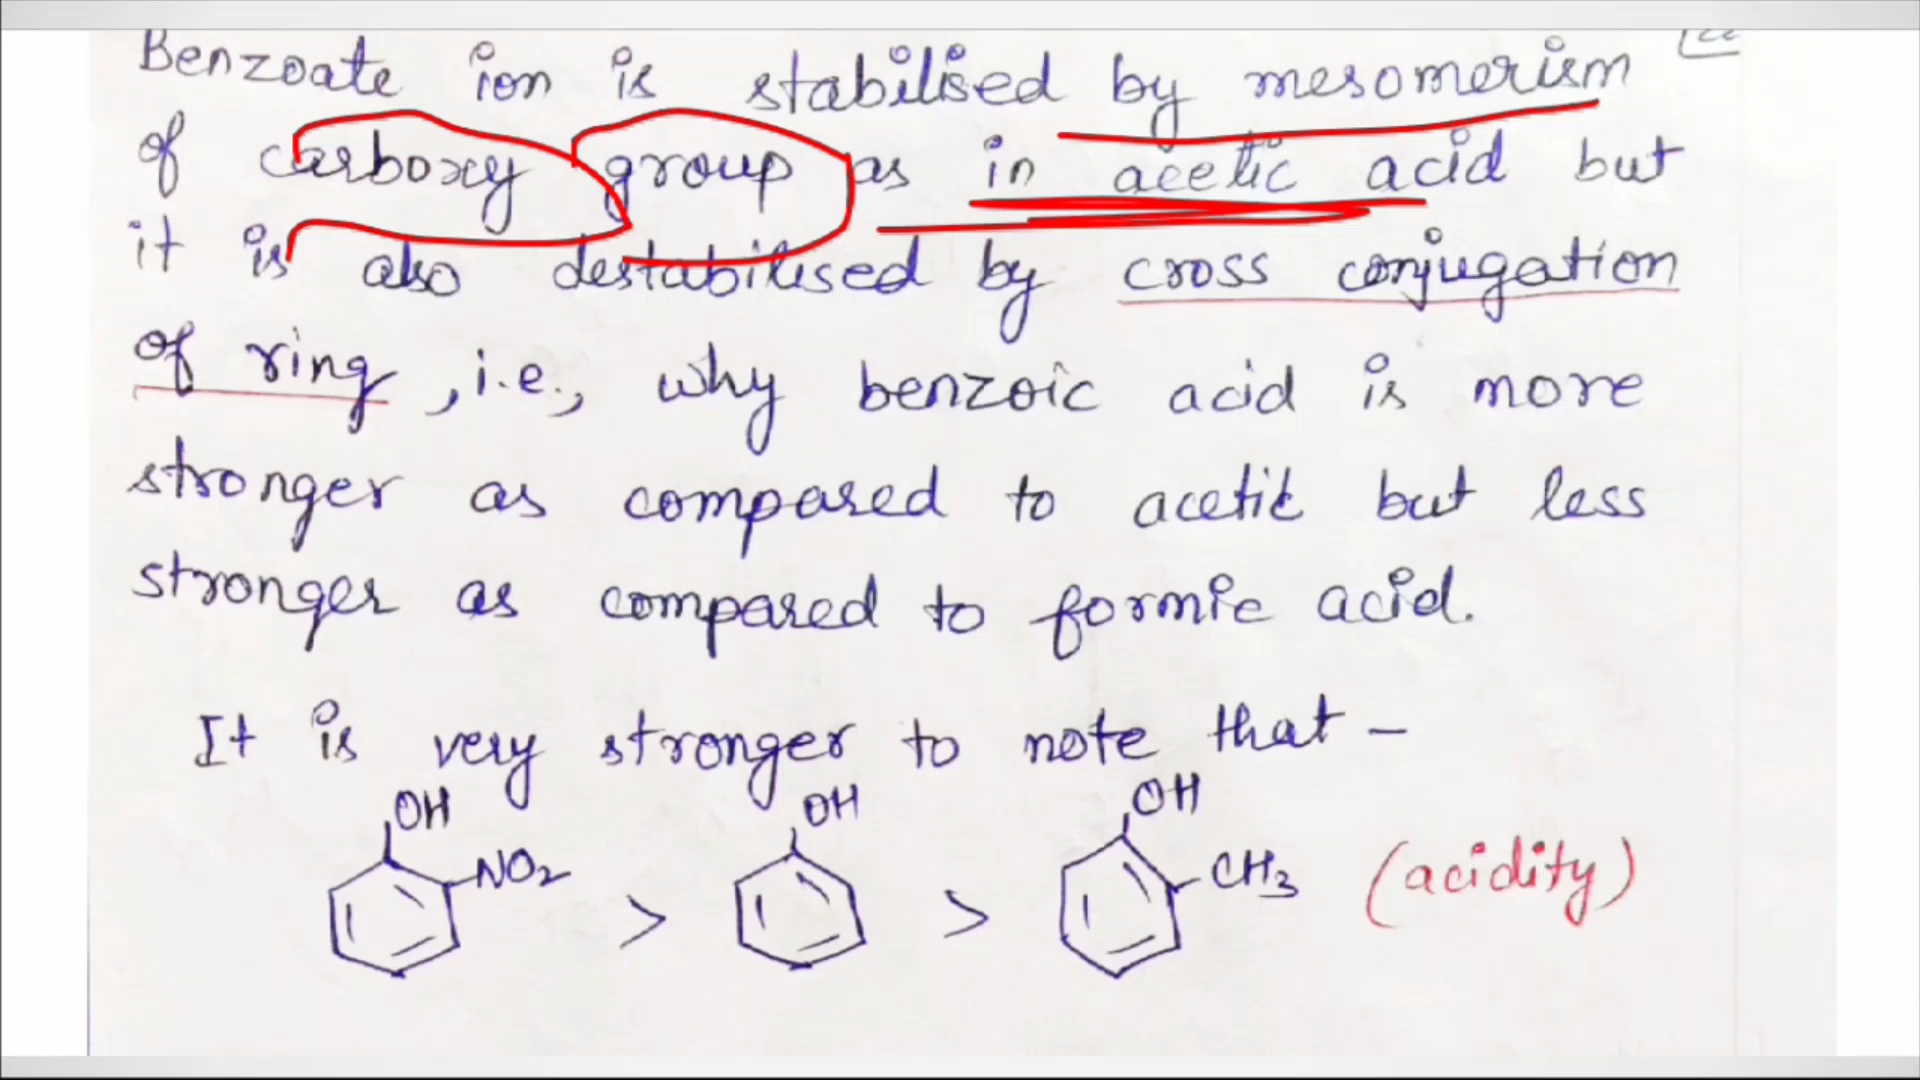 Benzoate ion is stabilised by mesomerism
of carboxy group as in acetic acid but
it is also destabilised by cross conjugation
of ring, i.e., why benzoic acid is more
stronger as compared to acetic but less
stronger as compared to formic acid.
It is very stronger to note that -
OH OH OH
NO2 > > CH3 (acidity)